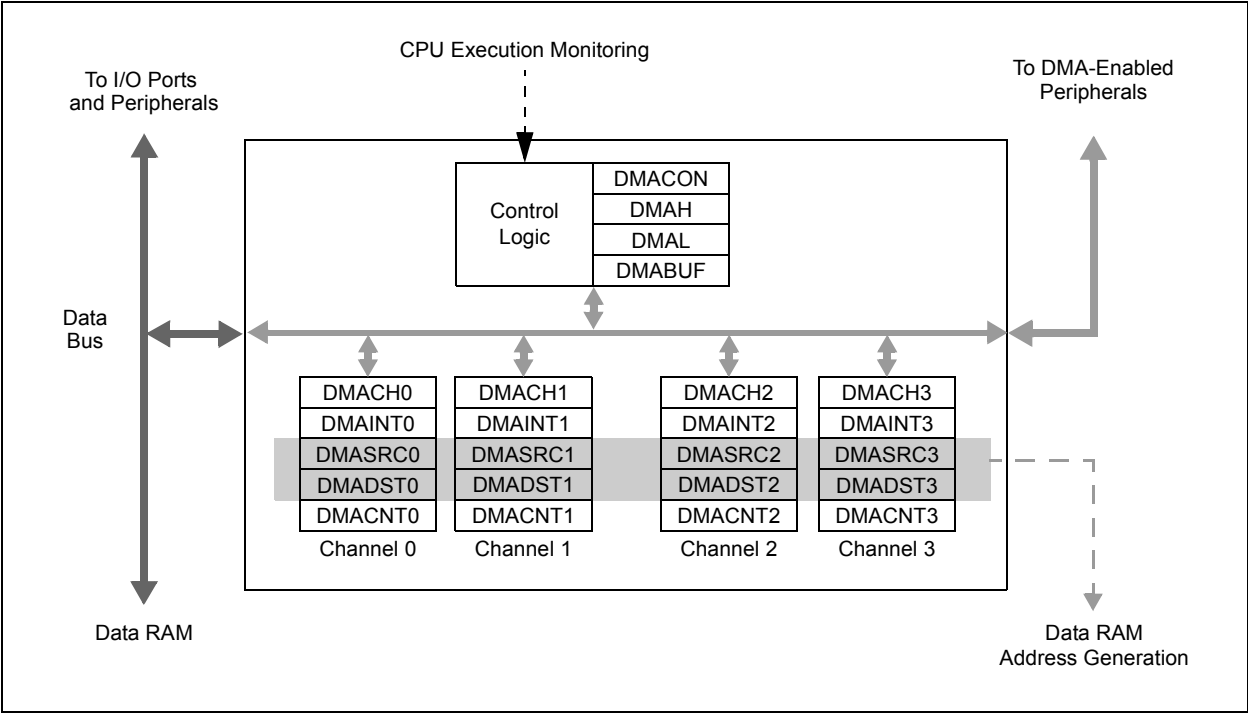 CPU Execution Monitoring
To I/O Ports
and Peripherals
To DMA-Enabled
Peripherals
Control
Logic
DMACON
DMAH
DMAL
DMABUF
Data
Bus
DMACH0
DMAINT0
DMASRC0
DMADST0
DMACNT0
Channel 0
DMACH1
DMAINT1
DMASRC1
DMADST1
DMACNT1
Channel 1
DMACH2
DMAINT2
DMASRC2
DMADST2
DMACNT2
Channel 2
DMACH3
DMAINT3
DMASRC3
DMADST3
DMACNT3
Channel 3
Data RAM
Data RAM
Address Generation